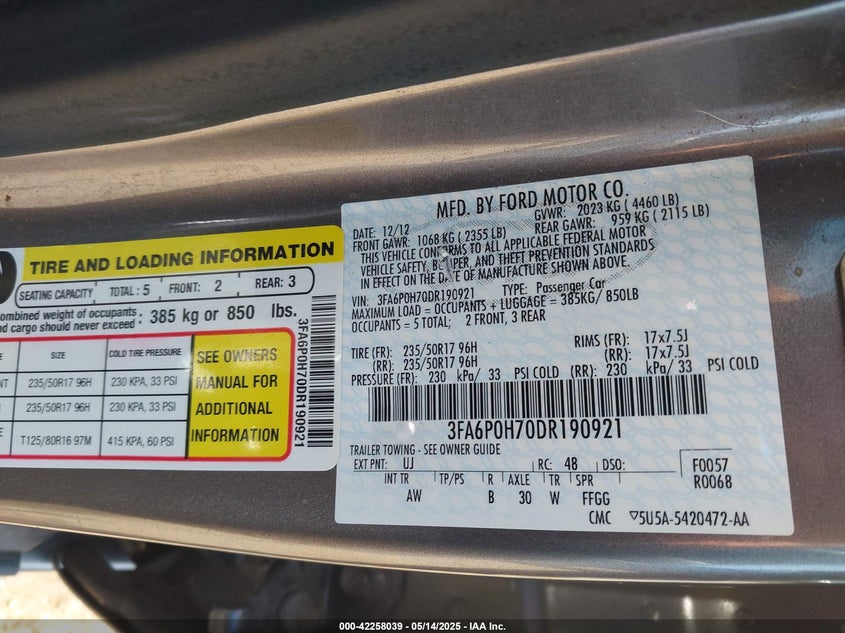 TIRE AND LOADING INFORMATION
SEATING CAPACITY TOTAL: 5 FRONT: 2 REAR: 3
combined weight of occupants
and cargo should never exceed : 385 kg or 850 lbs.
SIZE COLD TIRE PRESSURE
235/50R17 96H 230 KPA, 33 PSI
235/50R17 96H 230 KPA, 33 PSI
T125/80R16 97M 415 KPA, 60 PSI
SEE OWNERS
MANUAL FOR
ADDITIONAL
INFORMATION
3FA6P0H70DR190921
MFD. BY FORD MOTOR CO.
DATE: 12/12 GVWR: 2023 KG ( 4460 LB)
FRONT GAWR: 1068 KG ( 2355 LB) REAR GAWR: 959 KG ( 2115 LB)
THIS VEHICLE CONFORMS TO ALL APPLICABLE FEDERAL MOTOR
VEHICLE SAFETY, BUMPER, AND THEFT PREVENTION STANDARDS
IN EFFECT ON THE DATE OF MANUFACTURE SHOWN ABOVE.
VIN: 3FA6P0H70DR190921 TYPE: Passenger Car
MAXIMUM LOAD = OCCUPANTS + LUGGAGE = 385KG/ 850LB
OCCUPANTS = 5 TOTAL; 2 FRONT, 3 REAR
TIRE (FR): 235/50R17 96H RIMS (FR): 17x7.5J
(RR): 235/50R17 96H (RR): 17x7.5J
PRESSURE (FR): 230 kPa/ 33 PSI COLD (RR): 230 kPa/ 33 PSI COLD
3FA6P0H70DR190921
TRAILER TOWING - SEE OWNER GUIDE
EXT PNT: UJ RC: 48 DSO: F0057
INT TR TP/PS R AXLE TR SPR R0068
AW B 30 W FFGG
CMC ▽5U5A-5420472-AA
000-42258039 --- 05/14/2025 --- IAA Inc.